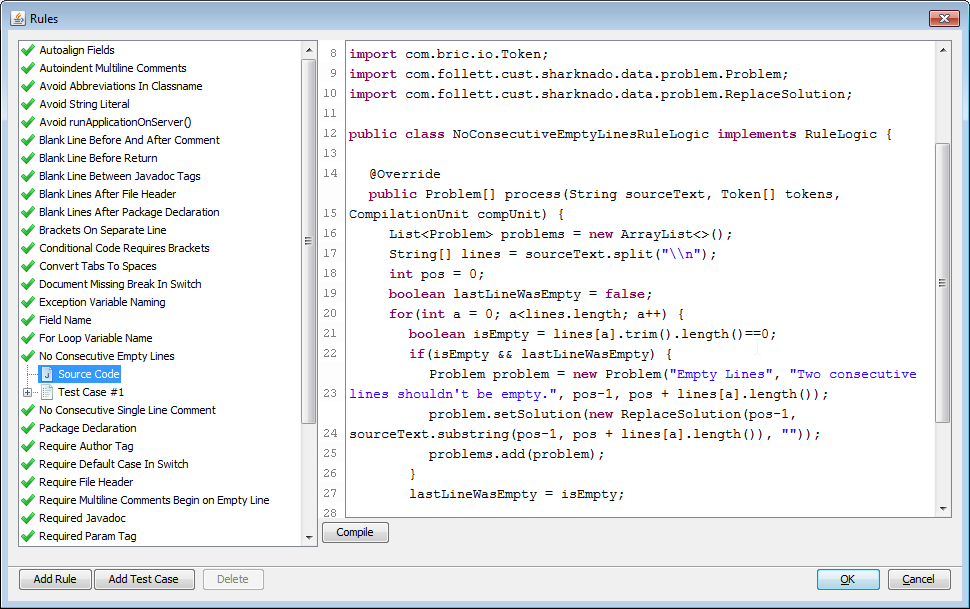 Rules
Autoalign Fields
Autoindent Multiline Comments
Avoid Abbreviations In Classname
Avoid String Literal
Avoid runApplicationOnServer()
Blank Line Before And After Comment
Blank Line Before Return
Blank Line Between Javadoc Tags
Blank Lines After File Header
Blank Lines After Package Declaration
Brackets On Separate Line
Conditional Code Requires Brackets
Convert Tabs To Spaces
Document Missing Break In Switch
Exception Variable Naming
Field Name
For Loop Variable Name
No Consecutive Empty Lines
Source Code
Test Case #1
No Consecutive Single Line Comment
Package Declaration
Require Author Tag
Require Default Case In Switch
Require File Header
Require Multiline Comments Begin on Empty Line
Required Javadoc
Required Param Tag
8 import com.bric.io.Token;
9 import com.follett.cust.sharknado.data.problem.Problem;
10 import com.follett.cust.sharknado.data.problem.ReplaceSolution;
11
12 public class NoConsecutiveEmptyLinesRuleLogic implements RuleLogic {
13
14 @Override
public Problem[] process(String sourceText, Token[] tokens,
15 CompilationUnit compUnit) {
16 List<Problem> problems = new ArrayList<>();
17 String[] lines = sourceText.split("\\n");
18 int pos = 0;
19 boolean lastLineWasEmpty = false;
20 for(int a = 0; a<lines.length; a++) {
21 boolean isEmpty = lines[a].trim().length()==0;
22 if(isEmpty && lastLineWasEmpty) {
Problem problem = new Problem("Empty Lines", "Two consecutive
23 lines shouldn't be empty.", pos-1, pos + lines[a].length());
problem.setSolution(new ReplaceSolution(pos-1,
24 sourceText.substring(pos-1, pos + lines[a].length()), ""));
25 problems.add(problem);
26 }
27 lastLineWasEmpty = isEmpty;
28
Compile
Add Rule
Add Test Case
Delete
OK
Cancel